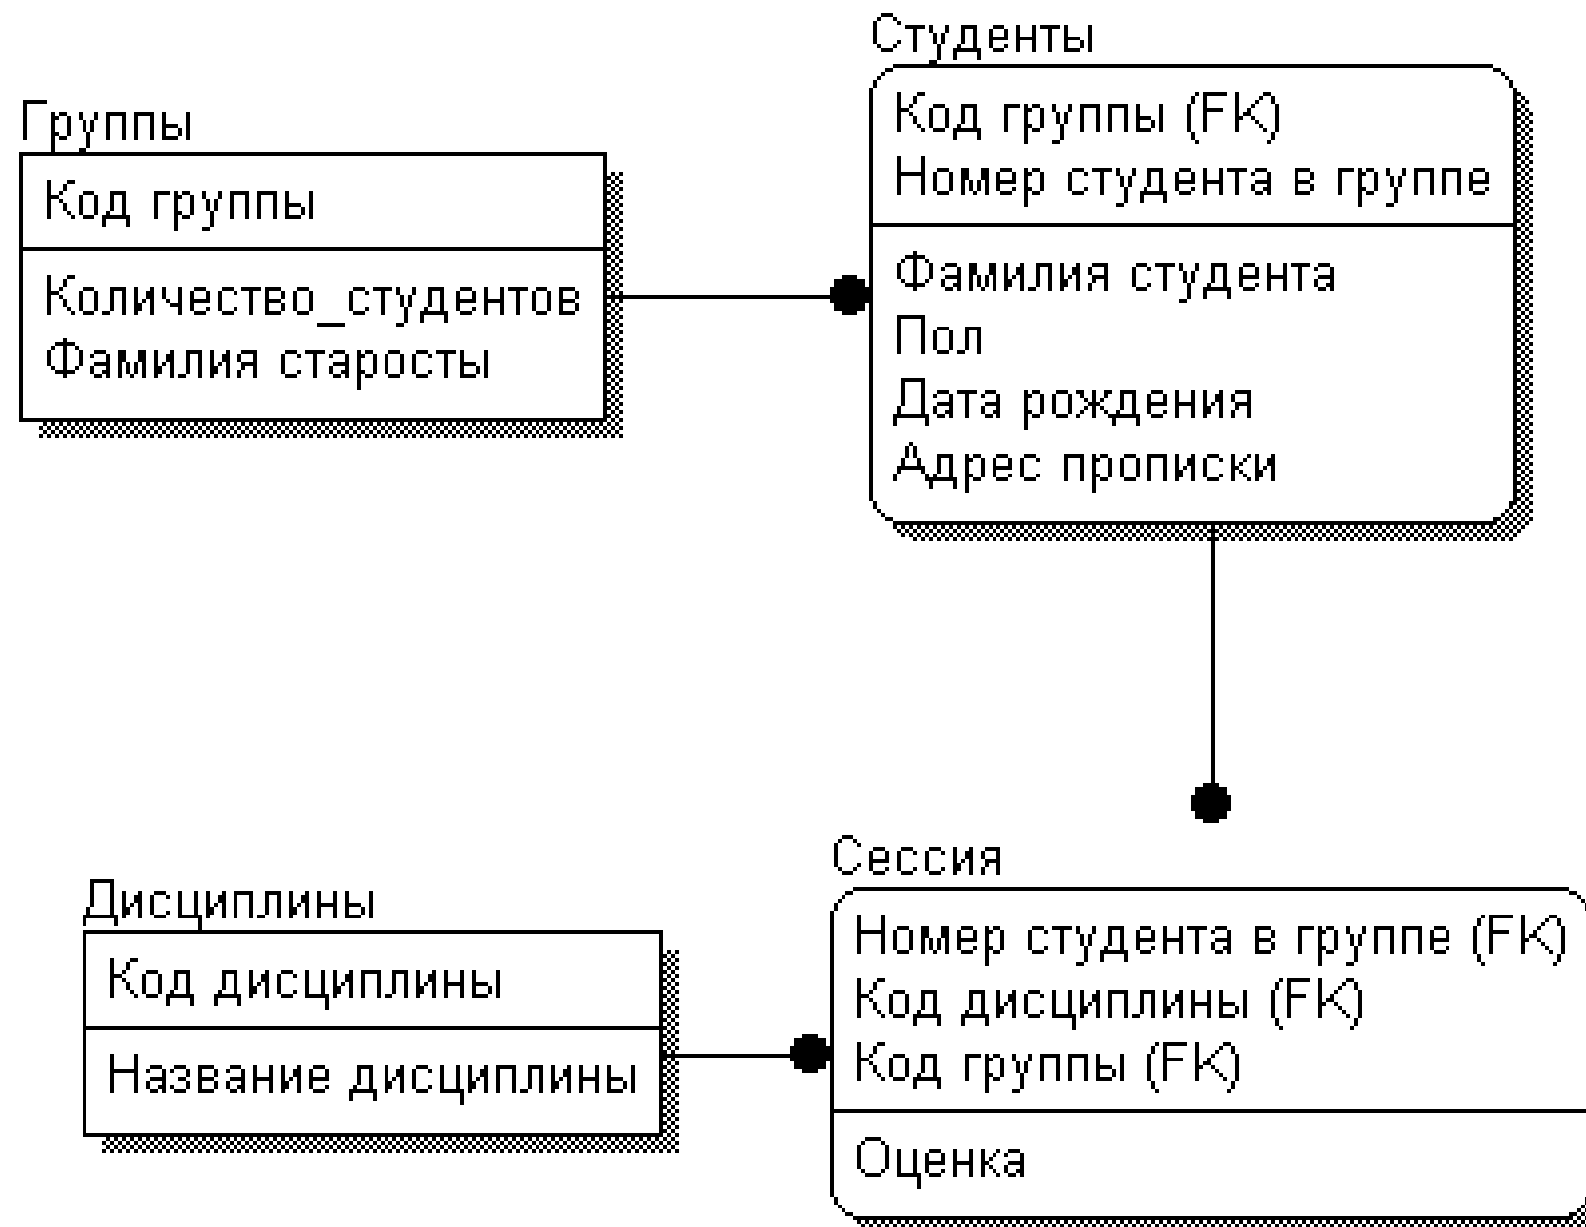 Студенты
Код группы (FK)
Номер студента в группе
Фамилия студента
Пол
Дата рождения
Адрес прописки
Группы
Код группы
Количество_студентов
Фамилия старосты
Сессия
Номер студента в группе (FK)
Код дисциплины (FK)
Код группы (FK)
Оценка
Дисциплины
Код дисциплины
Название дисциплины